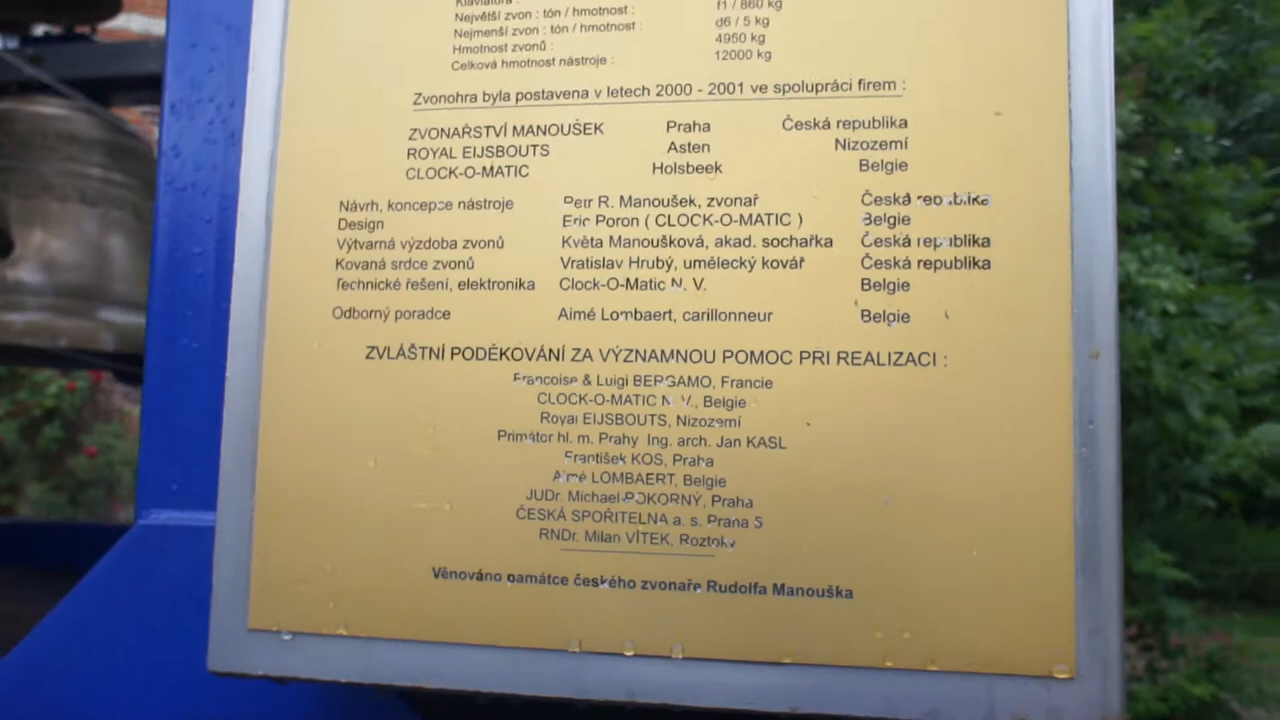 Klaviatura :
Největší zvon : tón / hmotnost : f1 / 860 kg
Nejmenší zvon : tón / hmotnost : d6 / 5 kg
Hmotnost zvonů : 4950 kg
Celková hmotnost nástroje : 12000 kg
Zvonohra byla postavena v letech 2000 - 2001 ve spolupráci firem :
ZVONAŘSTVÍ MANOUŠEK Praha Česká republika
ROYAL EIJSBOUTS Asten Nizozemí
CLOCK-O-MATIC Holsbeek Belgie
Návrh, koncepce nástroje Petr R. Manoušek, zvonař Česká republika
Design Eric Poron ( CLOCK-O-MATIC ) Belgie
Výtvarná výzdoba zvonů Květa Manoušková, akad. sochařka Česká republika
Kovaná srdce zvonů Vratislav Hrubý, umělecký kovář Česká republika
Technické řešení, elektronika Clock-O-Matic N. V. Belgie
Odborný poradce Aimé Lombaert, carillonneur Belgie
ZVLÁŠTNÍ PODĚKOVÁNÍ ZA VÝZNAMNOU POMOC PŘI REALIZACI :
Francoise & Luigi BERGAMO, Francie
CLOCK-O-MATIC N. V., Belgie
Royal EIJSBOUTS, Nizozemí
Primátor hl. m. Prahy Ing. arch. Jan KASL
František KOS, Praha
Aimé LOMBAERT, Belgie
JUDr. Michael POKORNÝ, Praha
ČESKÁ SPOŘITELNA a. s. Praha 5
RNDr. Milan VÍTEK, Roztoky
Věnováno památce českého zvonaře Rudolfa Manouška